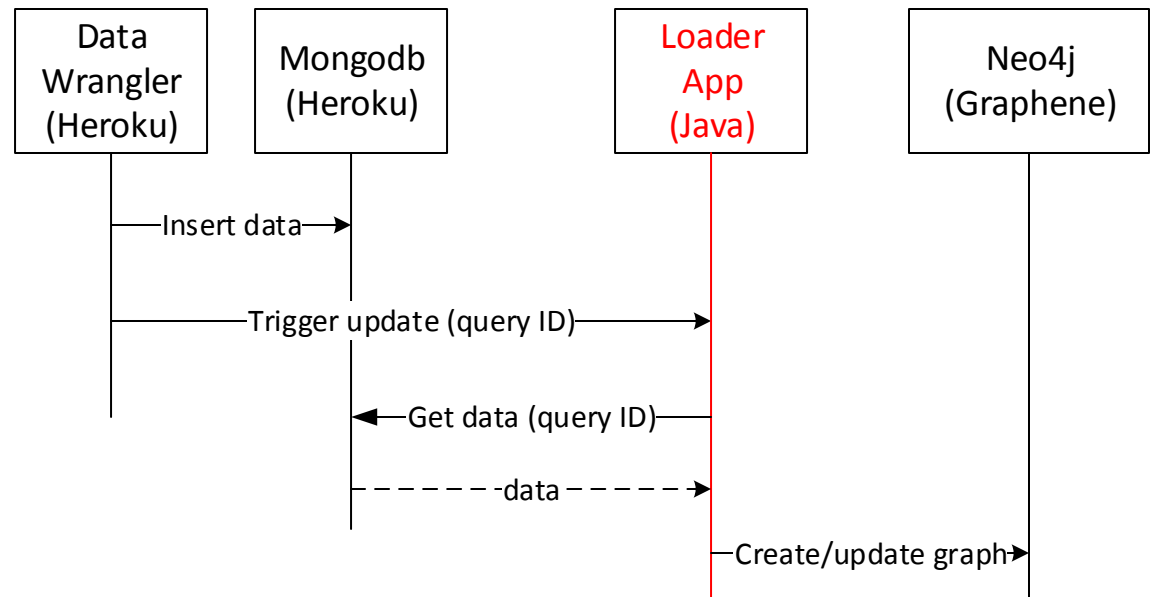 Data
Wrangler
(Heroku)
Mongodb
(Heroku)
Loader
App
(Java)
Neo4j
(Graphene)
Insert data
Trigger update (query ID)
Get data (query ID)
data
Create/update graph